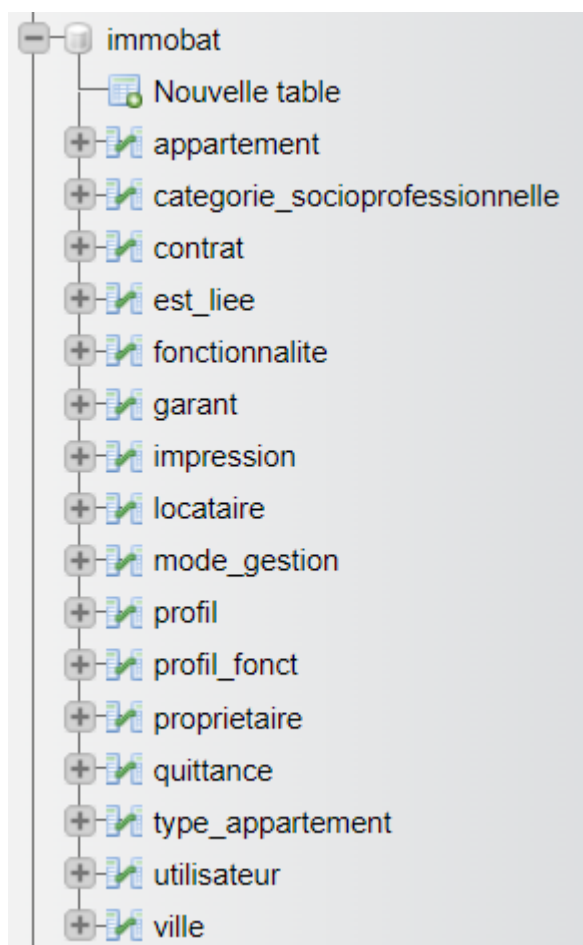 immobat
Nouvelle table
appartement
categorie_socioprofessionnelle
contrat
est_liee
fonctionnalite
garant
impression
locataire
mode_gestion
profil
profil_fonct
proprietaire
quittance
type_appartement
utilisateur
ville